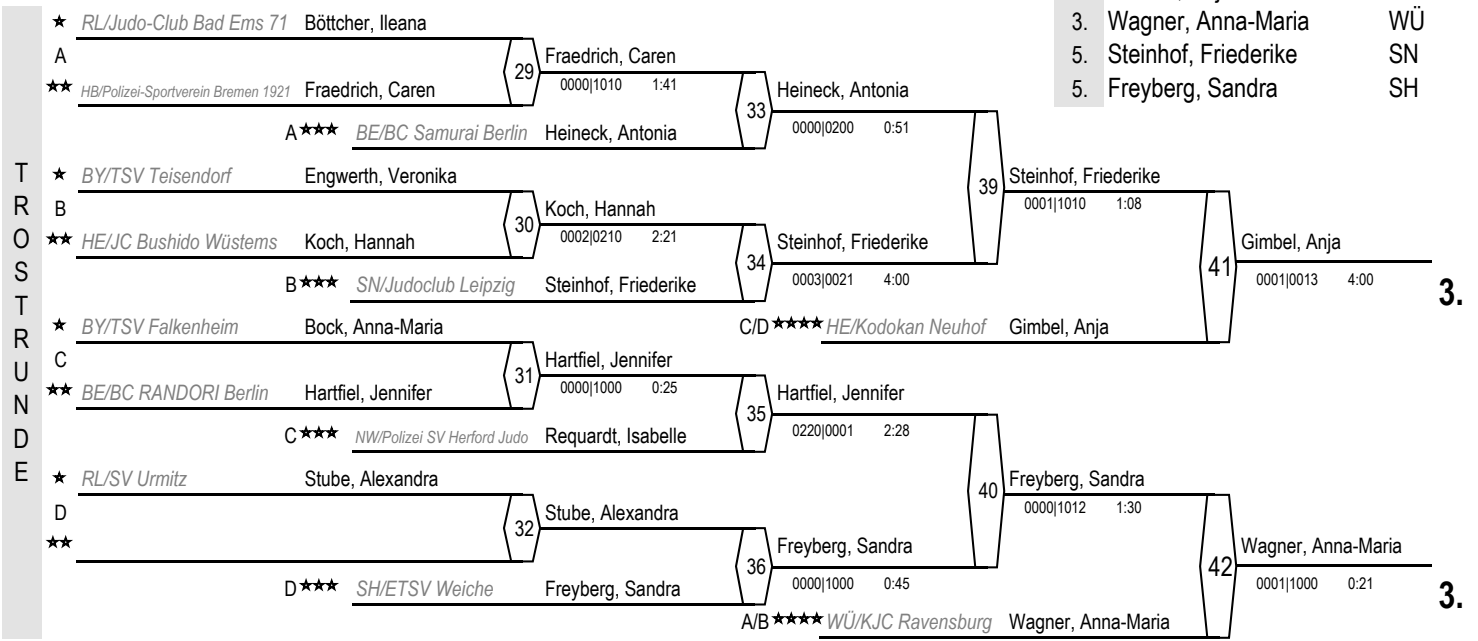 3. Wagner, Anna-Maria WÜ
5. Steinhof, Friederike SN
5. Freyberg, Sandra SH
TROSTRUNDE
★ RL/Judo-Club Bad Ems 71 Böttcher, Ileana
A
29 Fraedrich, Caren
0000|1010 1:41
★★ HB/Polizei-Sportverein Bremen 1921 Fraedrich, Caren
33 Heineck, Antonia
0000|0200 0:51
A★★★ BE/BC Samurai Berlin Heineck, Antonia
★ BY/TSV Teisendorf Engwerth, Veronika
39 Steinhof, Friederike
0001|1010 1:08
B
30 Koch, Hannah
0002|0210 2:21
★★ HE/JC Bushido Wüstems Koch, Hannah
34 Steinhof, Friederike
0003|0021 4:00
41 Gimbel, Anja
0001|0013 4:00
3.
B★★★ SN/Judoclub Leipzig Steinhof, Friederike
★ BY/TSV Falkenheim Bock, Anna-Maria
C/D★★★★ HE/Kodokan Neuhof Gimbel, Anja
C
31 Hartfiel, Jennifer
0000|1000 0:25
★★ BE/BC RANDORI Berlin Hartfiel, Jennifer
35 Hartfiel, Jennifer
0220|0001 2:28
C★★★ NW/Polizei SV Herford Judo Requardt, Isabelle
★ RL/SV Urmitz Stube, Alexandra
40 Freyberg, Sandra
0000|1012 1:30
D
32 Stube, Alexandra
★★
36 Freyberg, Sandra
0000|1000 0:45
42 Wagner, Anna-Maria
0001|1000 0:21
3.
D★★★ SH/ETSV Weiche Freyberg, Sandra
A/B★★★★ WÜ/KJC Ravensburg Wagner, Anna-Maria